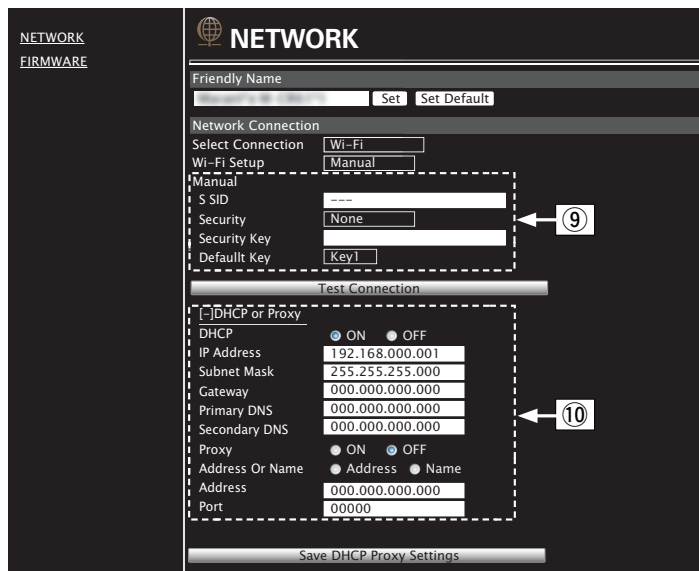 NETWORK
FIRMWARE
NETWORK
Friendly Name
Set Set Default
Network Connection
Select Connection Wi-Fi
Wi-Fi Setup Manual
Manual
S SID ---
Security None
Security Key
Defaullt Key Key1
⑨
Test Connection
[-]DHCP or Proxy
DHCP ON OFF
IP Address 192.168.000.001
Subnet Mask 255.255.255.000
Gateway 000.000.000.000
Primary DNS 000.000.000.000
Secondary DNS 000.000.000.000
⑩
Proxy ON OFF
Address Or Name Address Name
Address 000.000.000.000
Port 00000
Save DHCP Proxy Settings